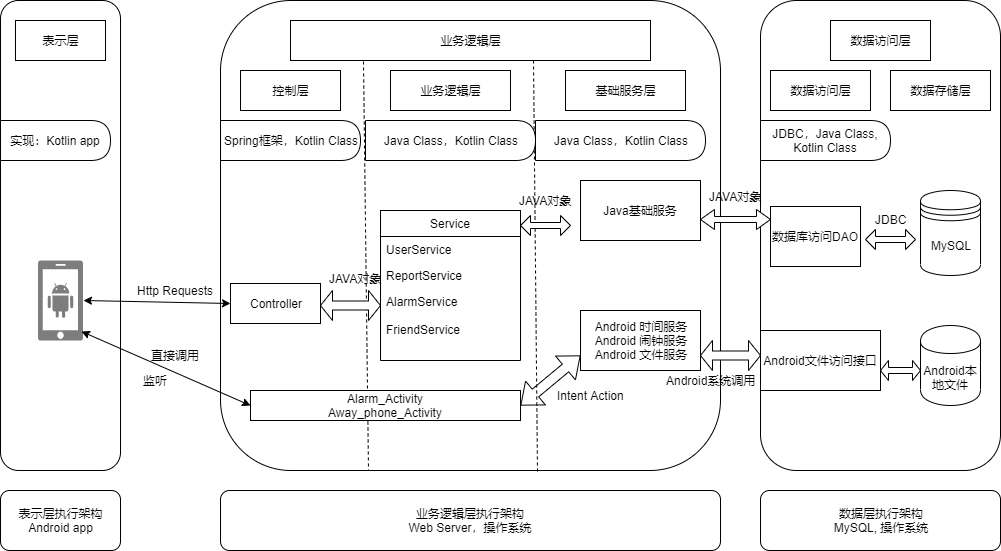 表示层
业务逻辑层
数据访问层
控制层
业务逻辑层
基础服务层
数据访问层
数据存储层
实现：Kotlin app
Spring框架，Kotlin Class
Java Class，Kotlin Class
Java Class，Kotlin Class
JDBC，Java Class,
Kotlin Class
JAVA对象
Java基础服务
JAVA对象
Service
UserService
ReportService
AlarmService
FriendService
数据库访问DAO
JDBC
MySQL
Http Requests
Controller
JAVA对象
直接调用
监听
Android 时间服务
Android 闹钟服务
Android 文件服务
Android系统调用
Android文件访问接口
Android本
地文件
Alarm_Activity
Away_phone_Activity
Intent Action
表示层执行架构
Android app
业务逻辑层执行架构
Web Server，操作系统
数据层执行架构
MySQL, 操作系统